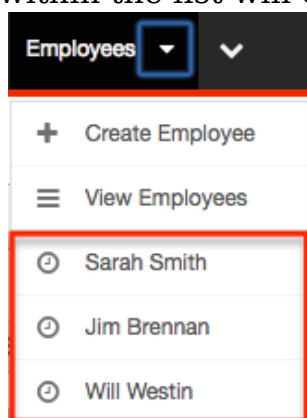 Employees
Create Employee
View Employees
Sarah Smith
Jim Brennan
Will Westin